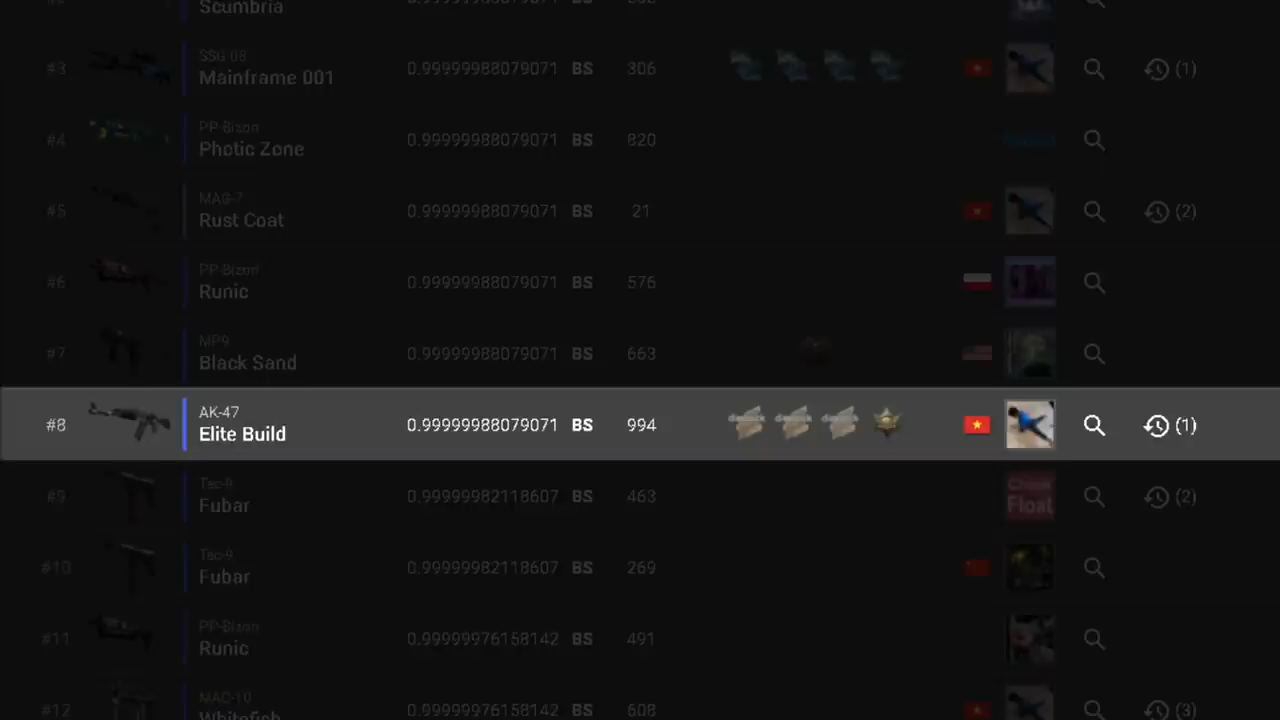 Scumbria
#3 SSG 08 Mainframe 001 0.99999988079071 BS 306 (1)
#4 PP-Bizon Photic Zone 0.99999988079071 BS 820
#5 MAG-7 Rust Coat 0.99999988079071 BS 21 (2)
#6 PP-Bizon Runic 0.99999988079071 BS 576
#7 MP9 Black Sand 0.99999988079071 BS 663
#8 AK-47 Elite Build 0.99999988079071 BS 994 (1)
#9 Tec-9 Fubar 0.99999982118607 BS 463 Float (2)
#10 Tec-9 Fubar 0.99999982118607 BS 269
#11 PP-Bizon Runic 0.99999976158142 BS 491
#12 MAC-10 Whitefish 0.99999976158142 BS 608 (3)